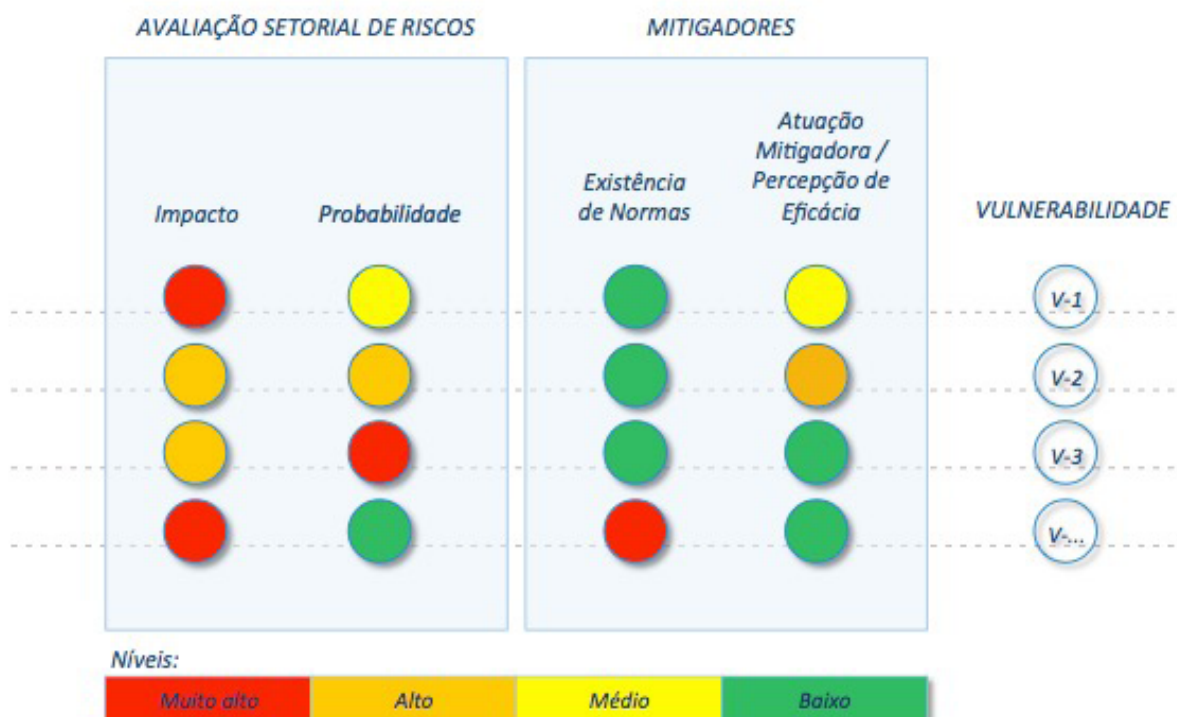 AVALIAÇÃO SETORIAL DE RISCOS
MITIGADORES
Impacto
Probabilidade
Existência
de Normas
Atuação
Mitigadora /
Percepção de
Eficácia
VULNERABILIDADE
V-1
V-2
V-3
V-...
Níveis:
Muito alto
Alto
Médio
Baixo